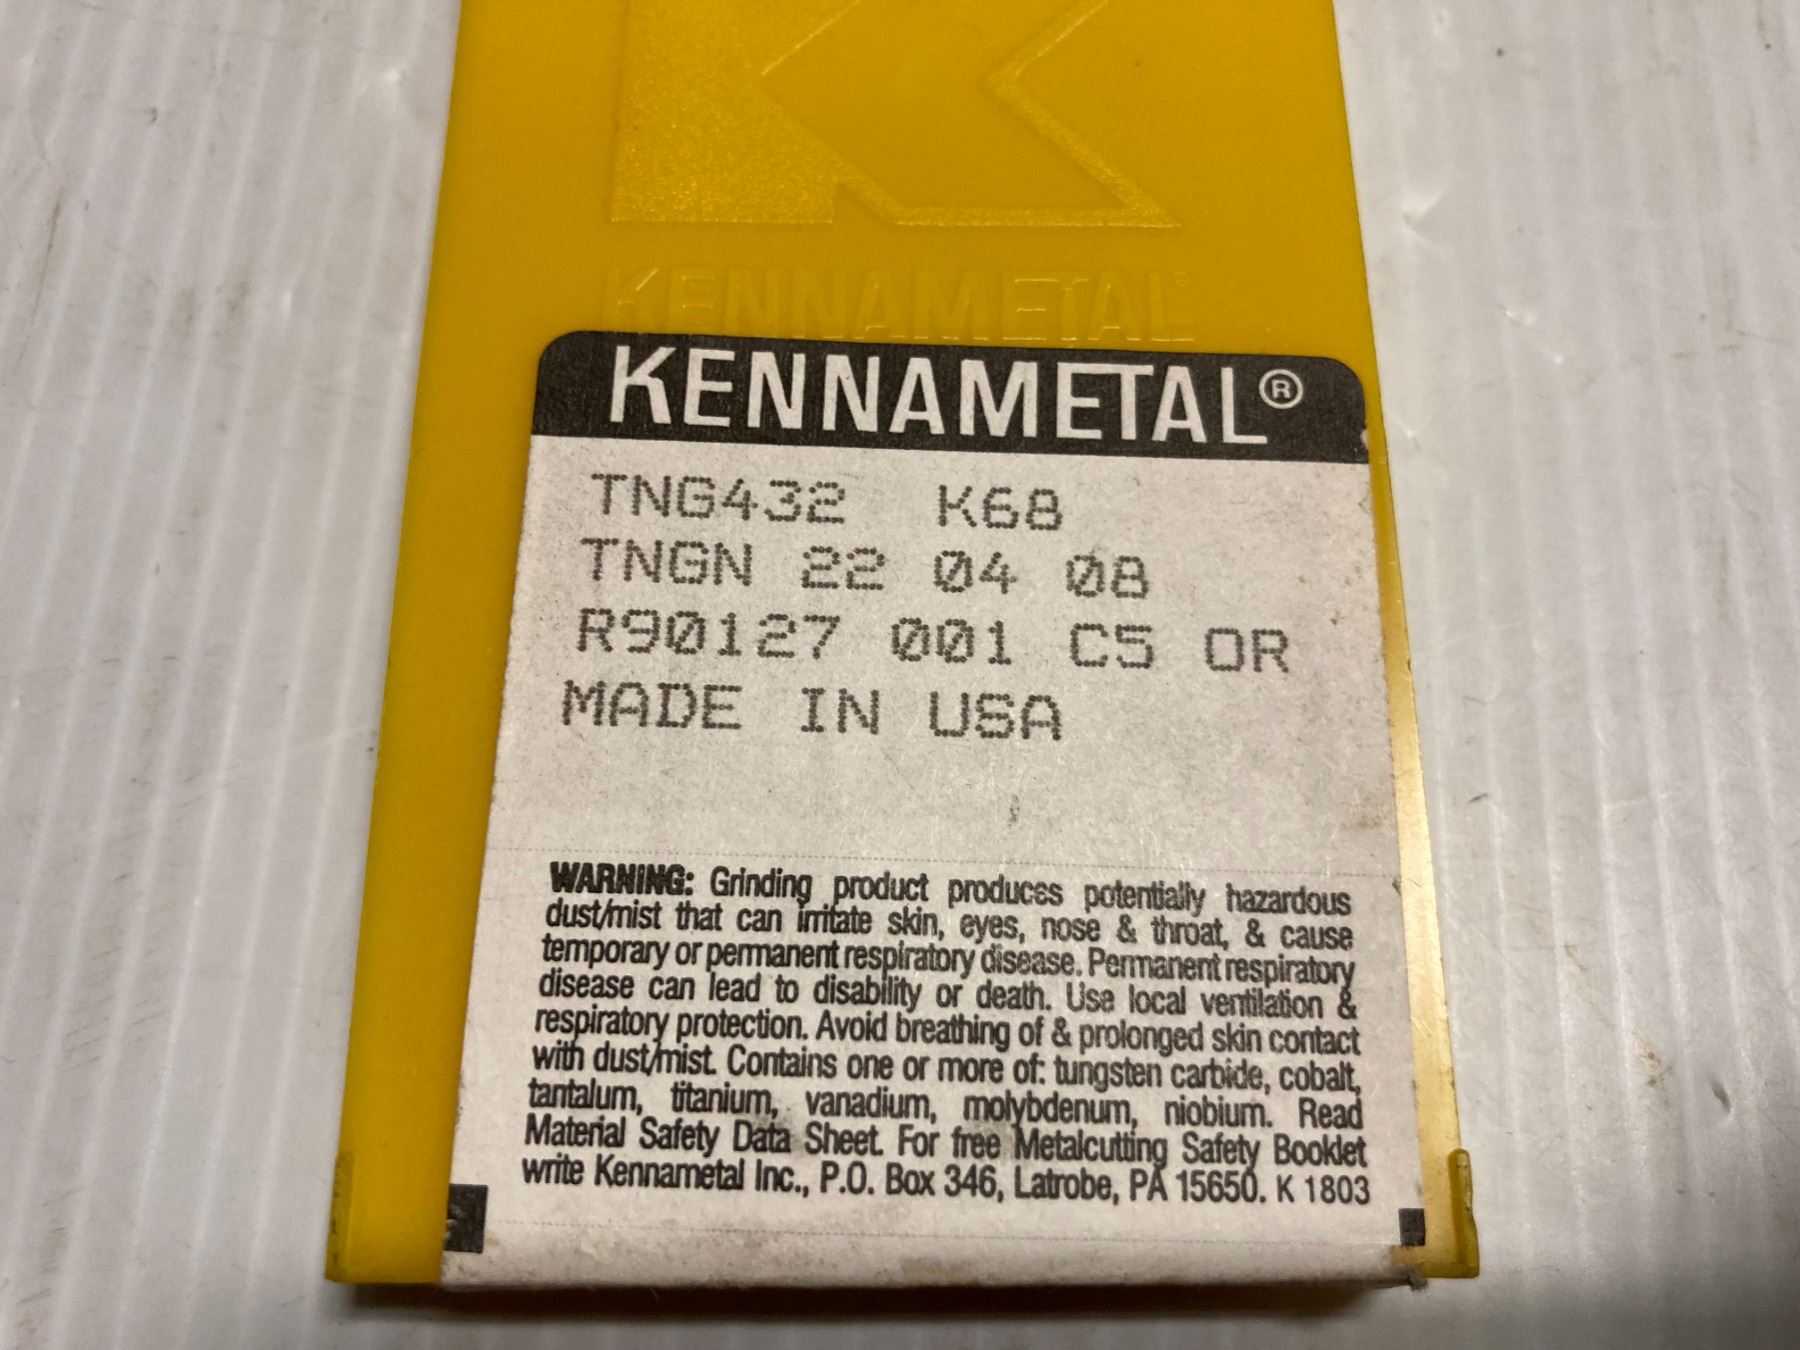 KENNAMETAL
KENNAMETAL®
TNG432 K68
TNGN 22 04 08
R90127 001 C5 OR
MADE IN USA
WARNING: Grinding product produces potentially hazardous
dust/mist that can irritate skin, eyes, nose & throat, & cause
temporary or permanent respiratory disease. Permanent respiratory
disease can lead to disability or death. Use local ventilation &
respiratory protection. Avoid breathing of & prolonged skin contact
with dust/mist. Contains one or more of: tungsten carbide, cobalt,
tantalum, titanium, vanadium, molybdenum, niobium. Read
Material Safety Data Sheet. For free Metalcutting Safety Booklet
write Kennametal Inc., P.O. Box 346, Latrobe, PA 15650. K 1803